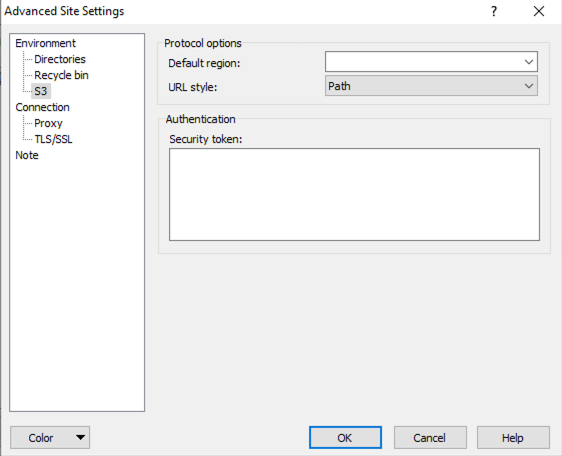 Advanced Site Settings
Environment
Directories
Recycle bin
S3
Connection
Proxy
TLS/SSL
Note
Protocol options
Default region:
URL style:
Path
Authentication
Security token:
Color
OK
Cancel
Help